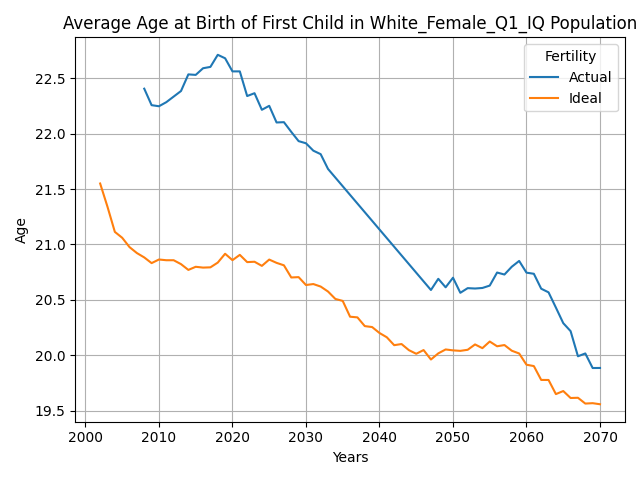 Average Age at Birth of First Child in White_Female_Q1_IQ Population
Fertility
Actual
Ideal
Age
22.5
22.0
21.5
21.0
20.5
20.0
19.5
2000
2010
2020
2030
2040
2050
2060
2070
Years